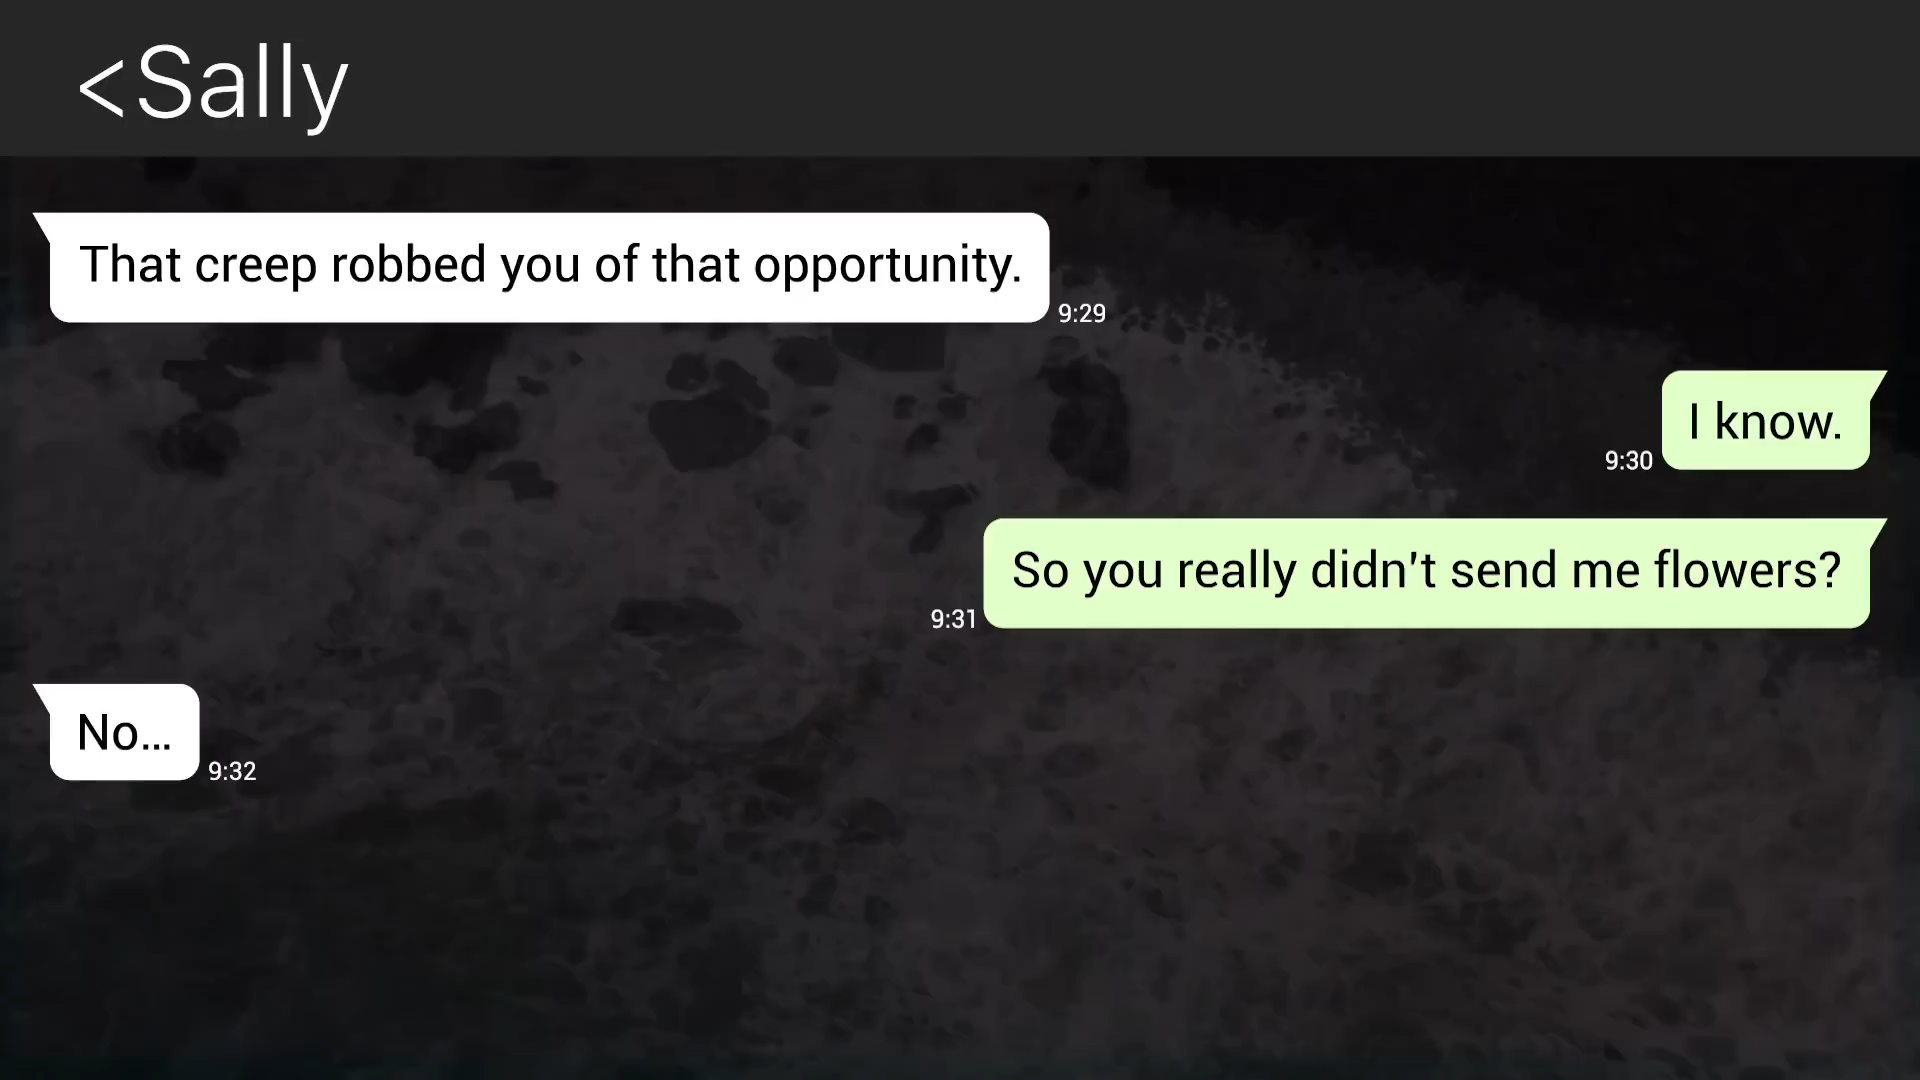 <Sally
That creep robbed you of that opportunity.
9:29
I know.
9:30
So you really didn't send me flowers?
9:31
No...
9:32